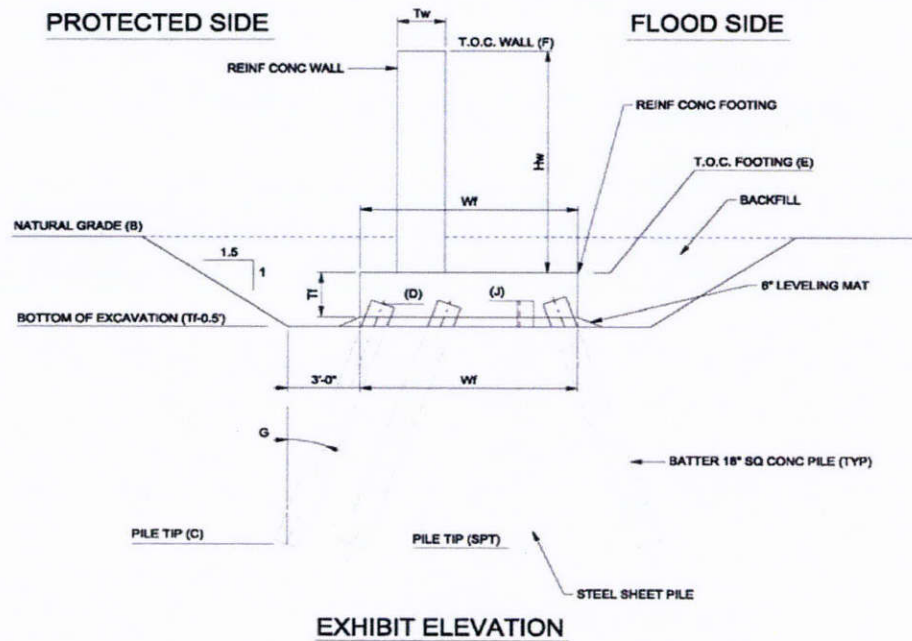 PROTECTED SIDE
Tw
FLOOD SIDE
T.O.C. WALL (F)
REINF CONC WALL
REINF CONC FOOTING
Hw
T.O.C. FOOTING (E)
Wf
BACKFILL
NATURAL GRADE (B)
1.5
1
Tf
(D)
(J)
6" LEVELING MAT
BOTTOM OF EXCAVATION (Tf-0.5')
3'-0"
Wf
G
BATTER 18" SQ CONC PILE (TYP)
PILE TIP (C)
PILE TIP (SPT)
STEEL SHEET PILE
EXHIBIT ELEVATION